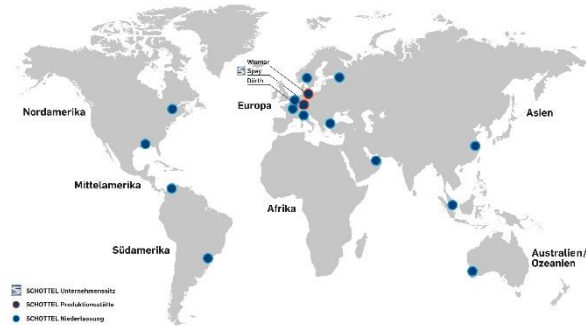 Wismar
Spay
Dörth
Nordamerika
Europa
Asien
Mittelamerika
Afrika
Südamerika
Australien/
Ozeanien
SCHOTTEL Unternehmenssitz
SCHOTTEL Produktionsstätte
SCHOTTEL Niederlassung